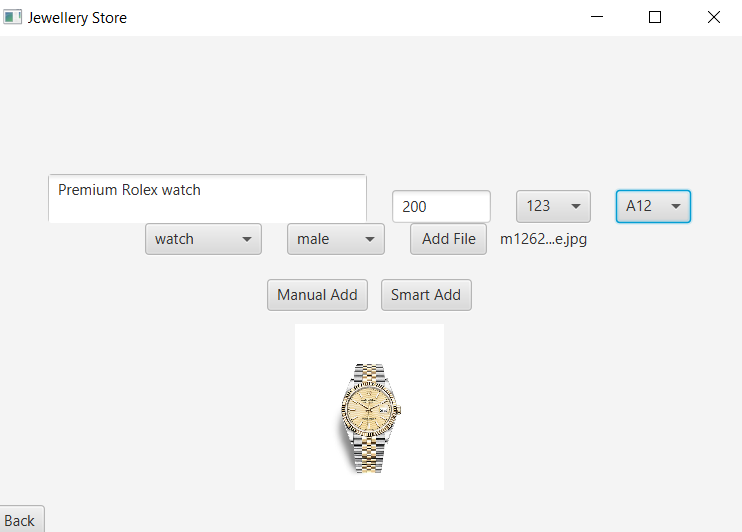 Jewellery Store
Premium Rolex watch
200 123 A12
watch male Add File m1262...e.jpg
Manual Add Smart Add
Back